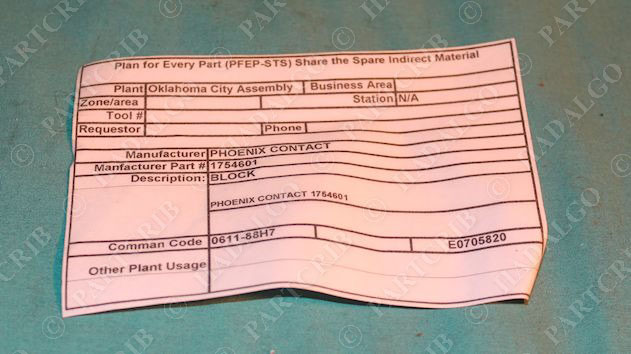 Plan for Every Part (PFEP-STS) Share the Spare Indirect Material
Plant Oklahoma City Assembly Business Area
Zone/area Station N/A
Tool #
Requestor Phone
Manufacturer PHOENIX CONTACT
Manfacturer Part # 1754601
Description: BLOCK
PHOENIX CONTACT 1754601
Comman Code 0611-88H7 E0705820
Other Plant Usage
© PARTCRIB © HADALGO